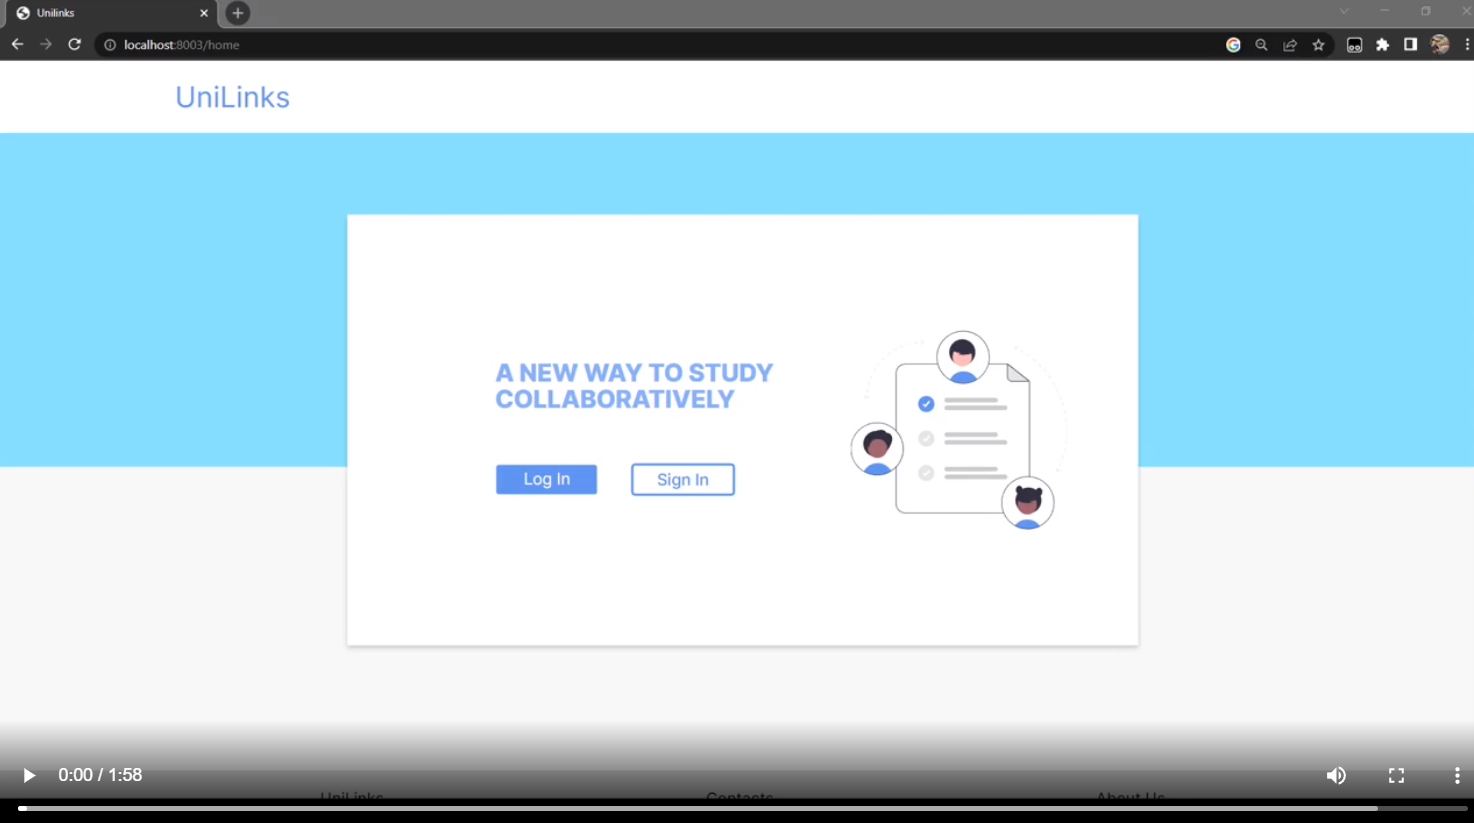 Unilinks
localhost:8003/home
UniLinks
A NEW WAY TO STUDY
COLLABORATIVELY
Log In
Sign In
0:00 / 1:58
UniLinks
Contacts
About Us